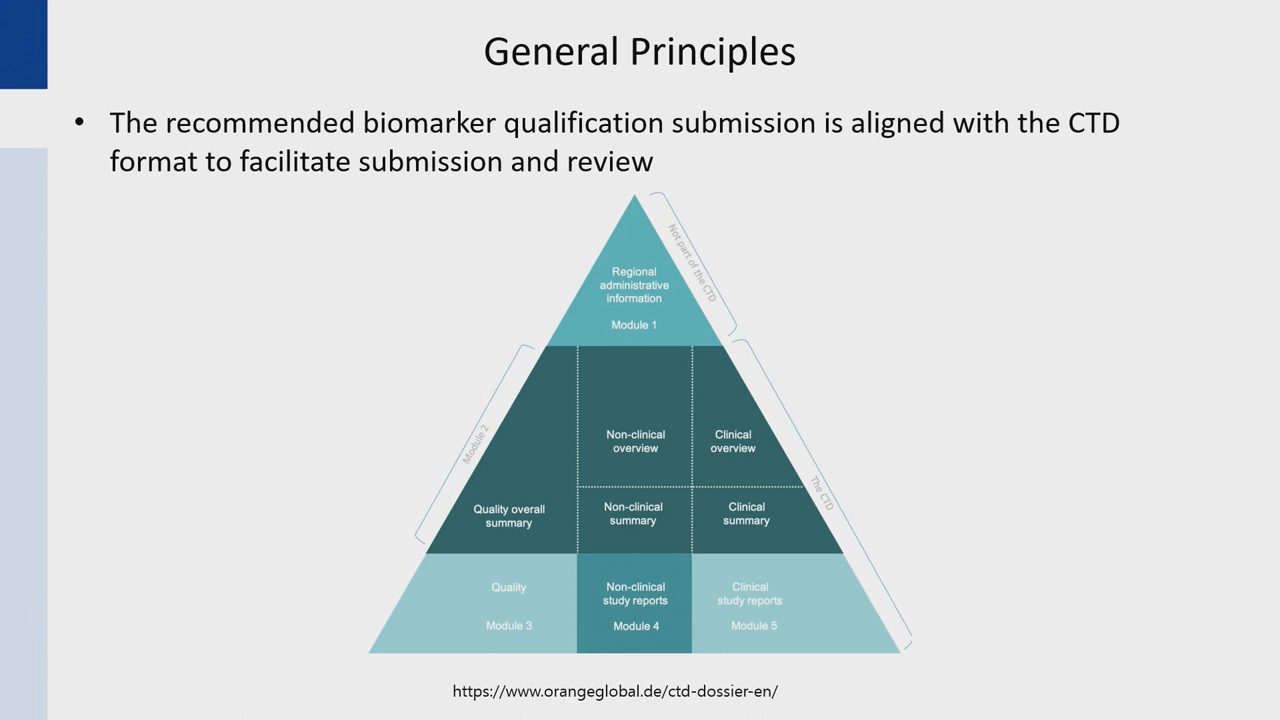 General Principles
• The recommended biomarker qualification submission is aligned with the CTD
format to facilitate submission and review
Not part of the CTD
Regional
administrative
information
Module 1
Module 2
Non-clinical
overview
Clinical
overview
The CTD
Quality overall
summary
Non-clinical
summary
Clinical
summary
Quality
Module 3
Non-clinical
study reports
Module 4
Clinical
study reports
Module 5
https://www.orangeglobal.de/ctd-dossier-en/